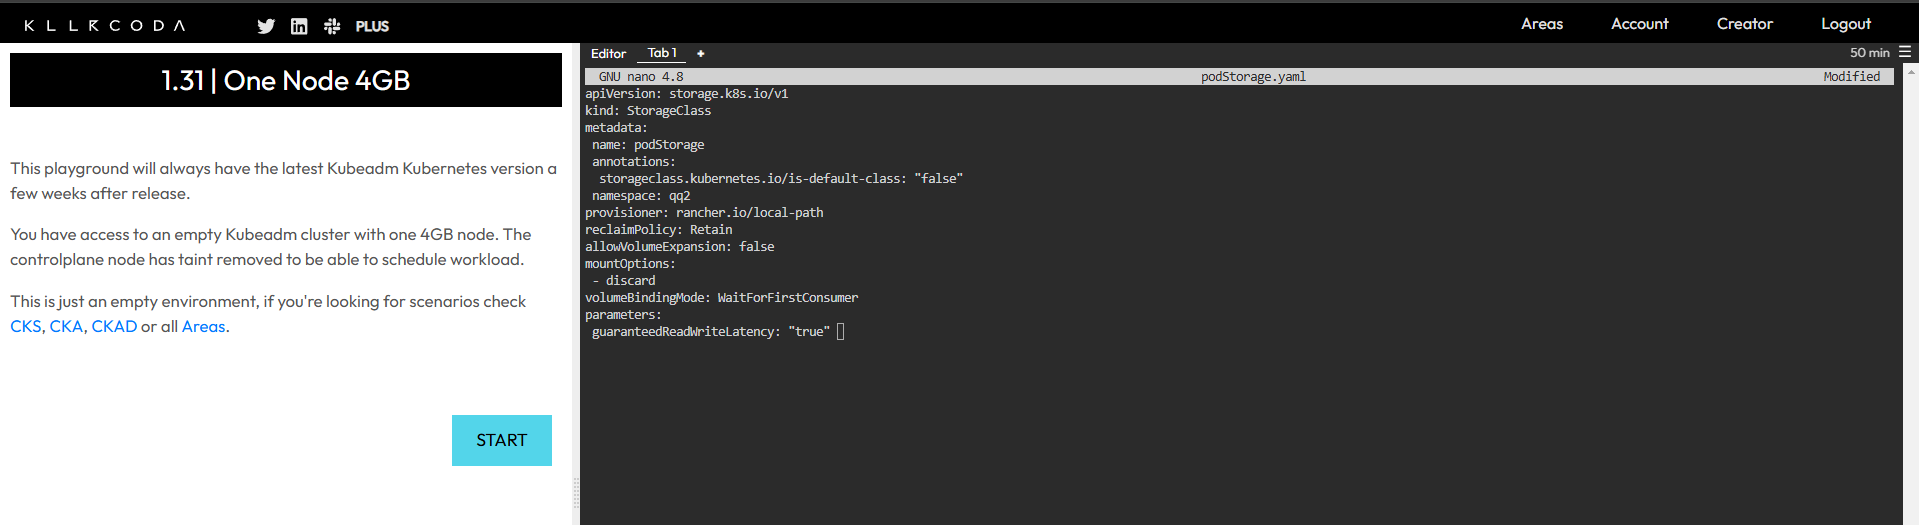 KLLRCODA PLUS Areas Account Creator Logout
1.31 | One Node 4GB
This playground will always have the latest Kubeadm Kubernetes version a
few weeks after release.
You have access to an empty Kubeadm cluster with one 4GB node. The
controlplane node has taint removed to be able to schedule workload.
This is just an empty environment, if you're looking for scenarios check
CKS, CKA, CKAD or all Areas.
START
Editor Tab 1 + 50 min
GNU nano 4.8 podStorage.yaml Modified
apiVersion: storage.k8s.io/v1
kind: StorageClass
metadata:
 name: podStorage
 annotations:
  storageclass.kubernetes.io/is-default-class: "false"
 namespace: qq2
provisioner: rancher.io/local-path
reclaimPolicy: Retain
allowVolumeExpansion: false
mountOptions:
 - discard
volumeBindingMode: WaitForFirstConsumer
parameters:
 guaranteedReadWriteLatency: "true"